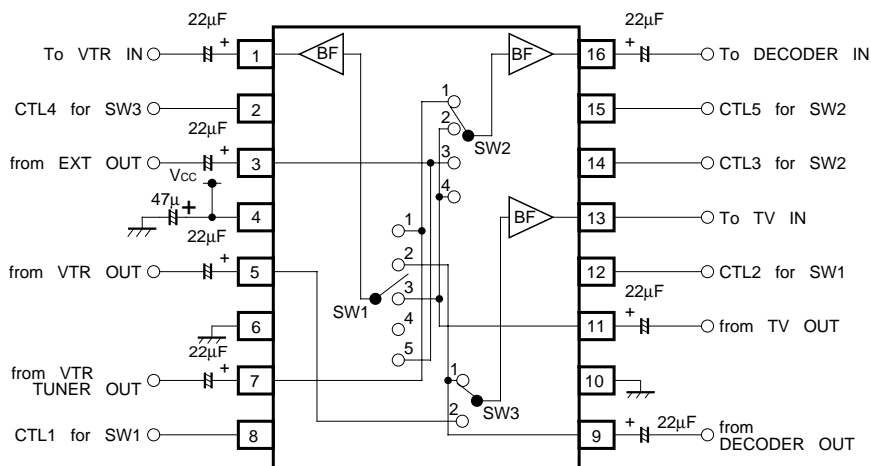 22μF
22μF
To VTR IN
+
1
BF
BF
16
+
To DECODER IN
CTL4 for SW3
2
1
15
CTL5 for SW2
22μF
2
SW2
from EXT OUT
+
3
3
14
CTL3 for SW2
VCC
47μ
+
4
4
BF
13
To TV IN
22μF
1
from VTR OUT
+
5
2
12
CTL2 for SW1
22μF
SW1
3
6
4
11
+
from TV OUT
22μF
5
from VTR
TUNER OUT
+
7
1
10
SW3
22μF
CTL1 for SW1
8
2
9
+
from
DECODER OUT